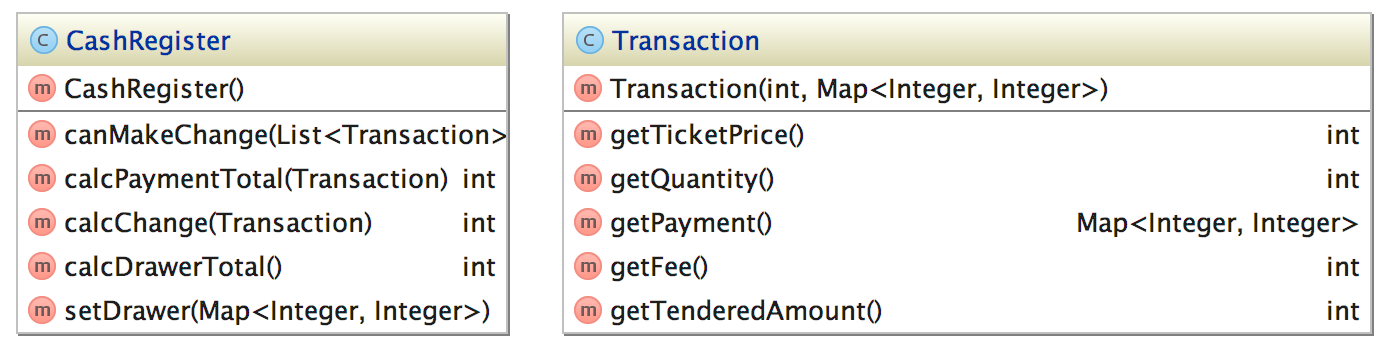 C CashRegister
m CashRegister()
m canMakeChange(List<Transaction>
m calcPaymentTotal(Transaction) int
m calcChange(Transaction) int
m calcDrawerTotal() int
m setDrawer(Map<Integer, Integer>)
C Transaction
m Transaction(int, Map<Integer, Integer>)
m getTicketPrice() int
m getQuantity() int
m getPayment() Map<Integer, Integer>
m getFee() int
m getTenderedAmount() int